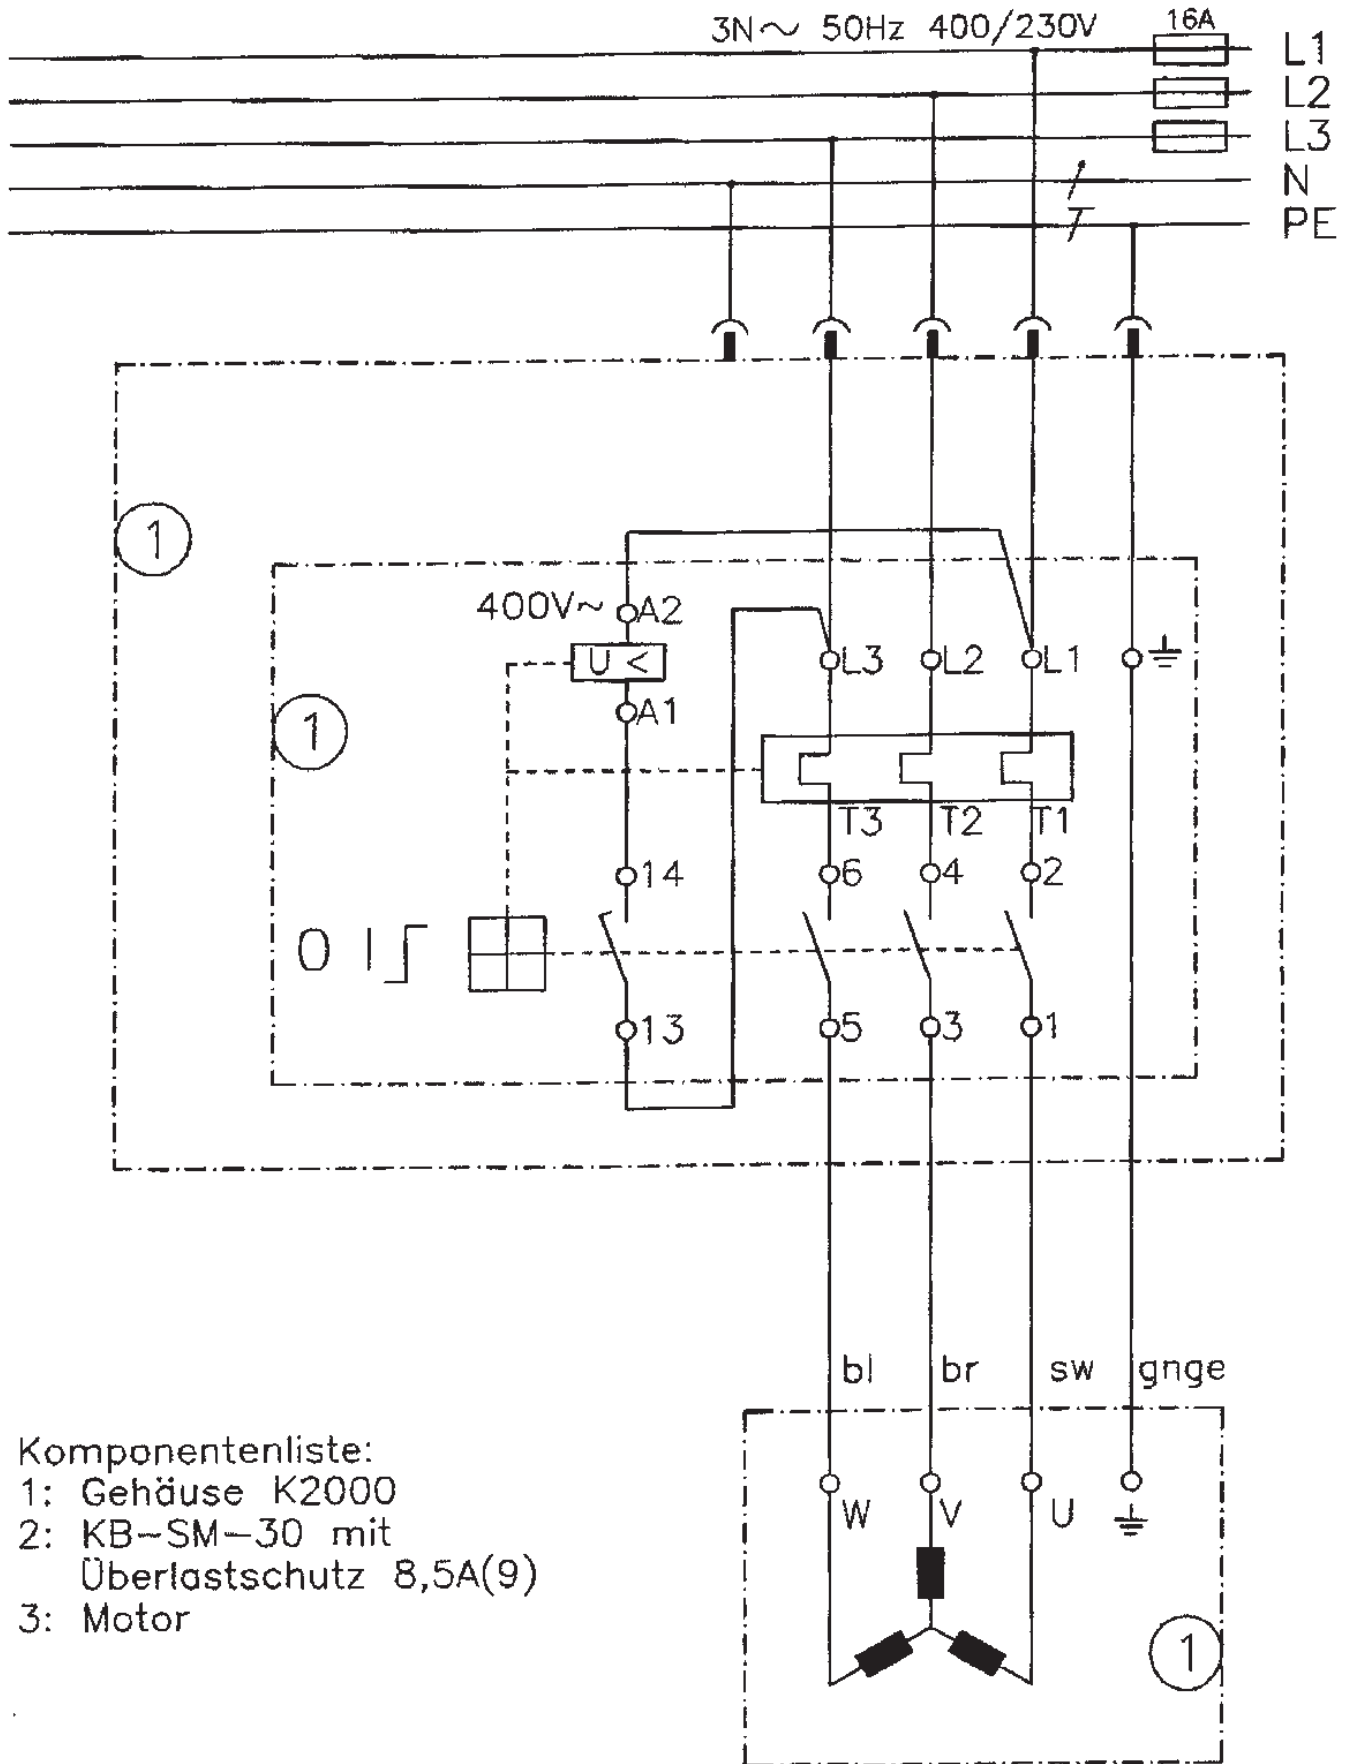 3N~ 50Hz 400/230V
16A
L1
L2
L3
N
PE
1
400V~
A2
U <
A1
L3
L2
L1
1
T3
T2
T1
14
6
4
2
0 I
13
5
3
1
bl
br
sw
gnge
Komponentenliste:
1: Gehäuse K2000
2: KB-SM-30 mit
Überlastschutz 8,5A(9)
3: Motor
W
V
U
1